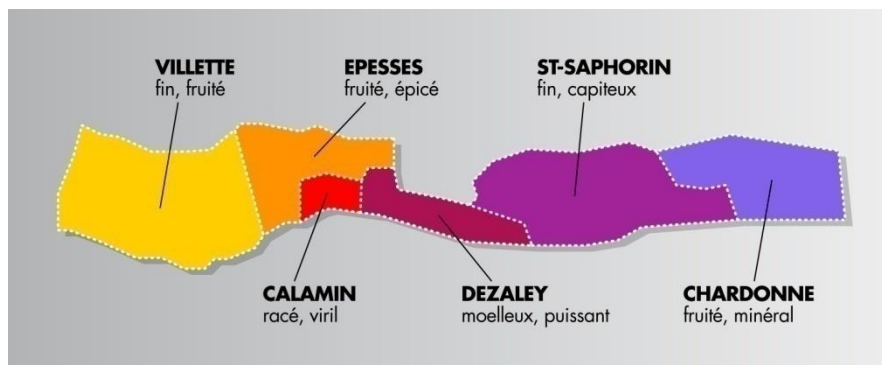 VILLETTE
fin, fruité
EPESSES
fruité, épicé
ST-SAPHORIN
fin, capiteux
CALAMIN
racé, viril
DEZALEY
moelleux, puissant
CHARDONNE
fruité, minéral